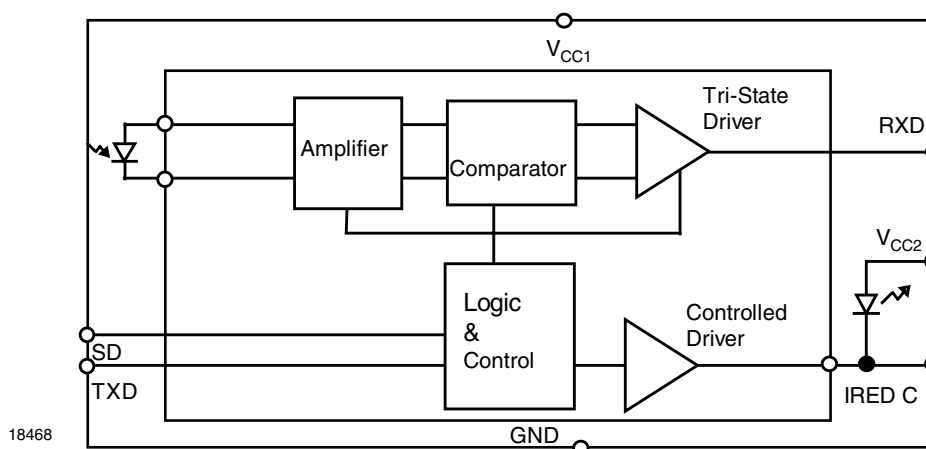 V_CC1
Tri-State
Driver
RXD
Amplifier
Comparator
V_CC2
Logic
&
Control
Controlled
Driver
SD
TXD
IRED C
GND
18468